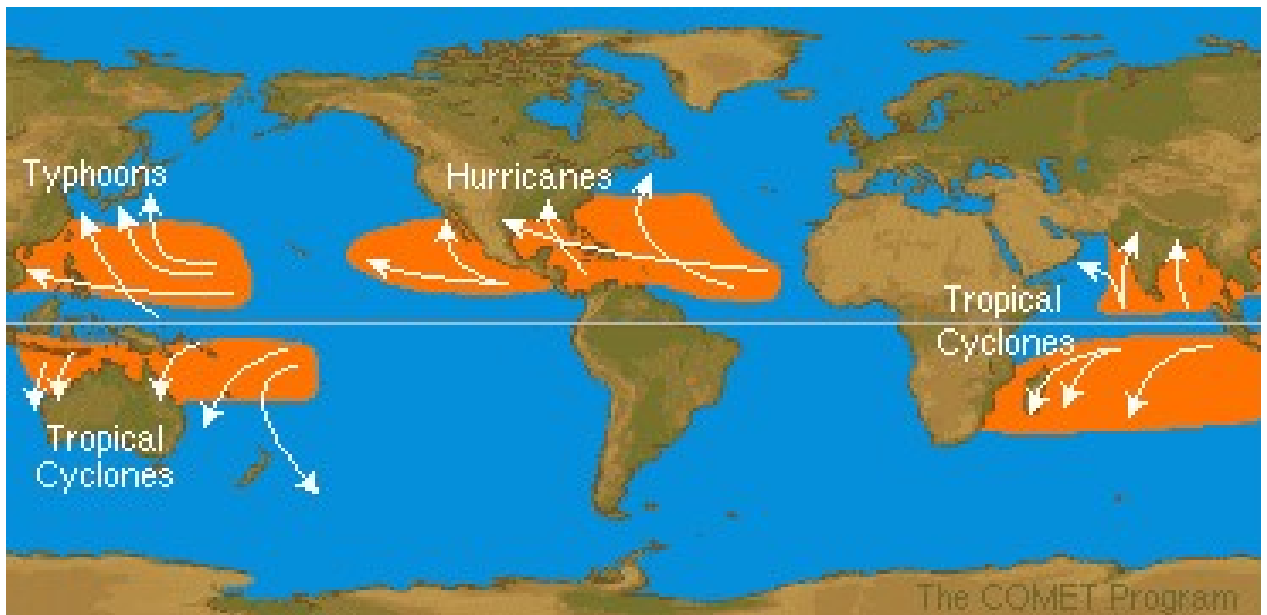 Typhoons
Hurricanes
Tropical
Cyclones
Tropical
Cyclones
The COMET Program